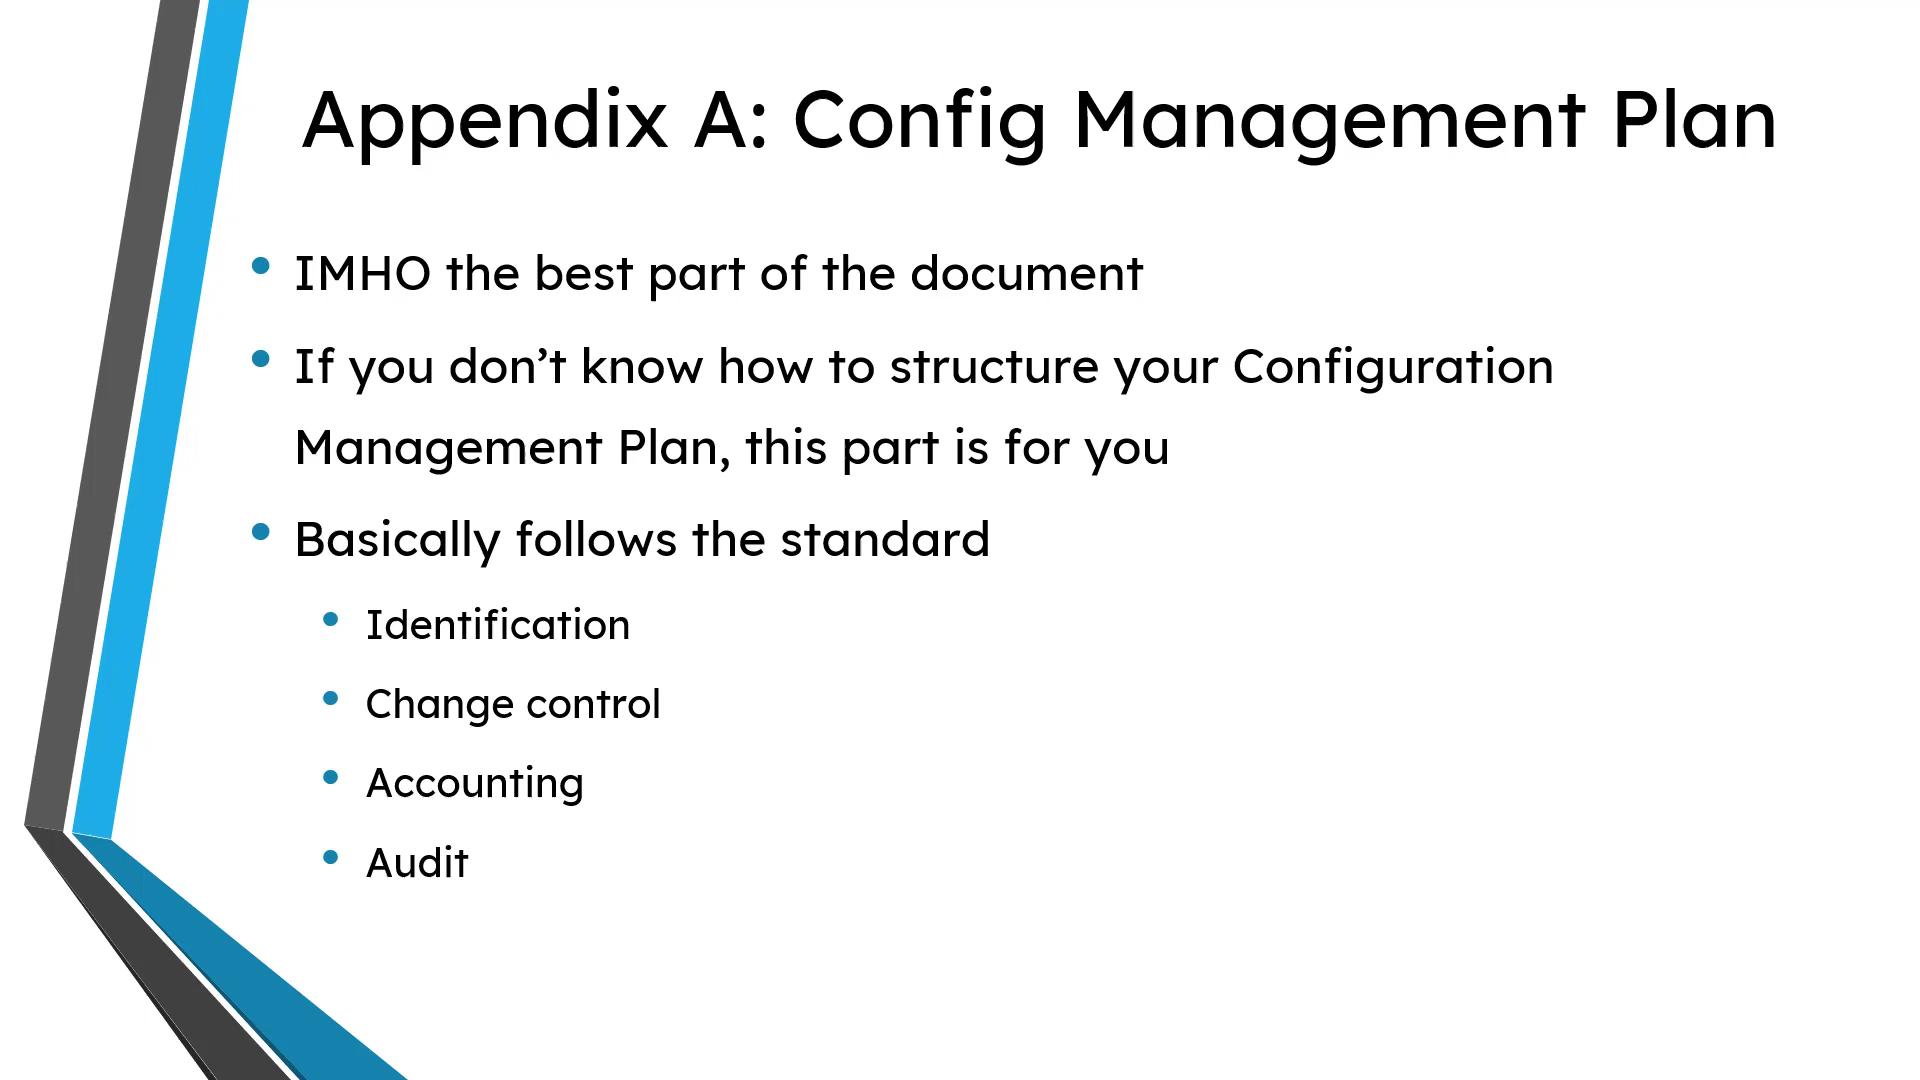 Appendix A: Config Management Plan
• IMHO the best part of the document
• If you don’t know how to structure your Configuration
Management Plan, this part is for you
• Basically follows the standard
• Identification
• Change control
• Accounting
• Audit